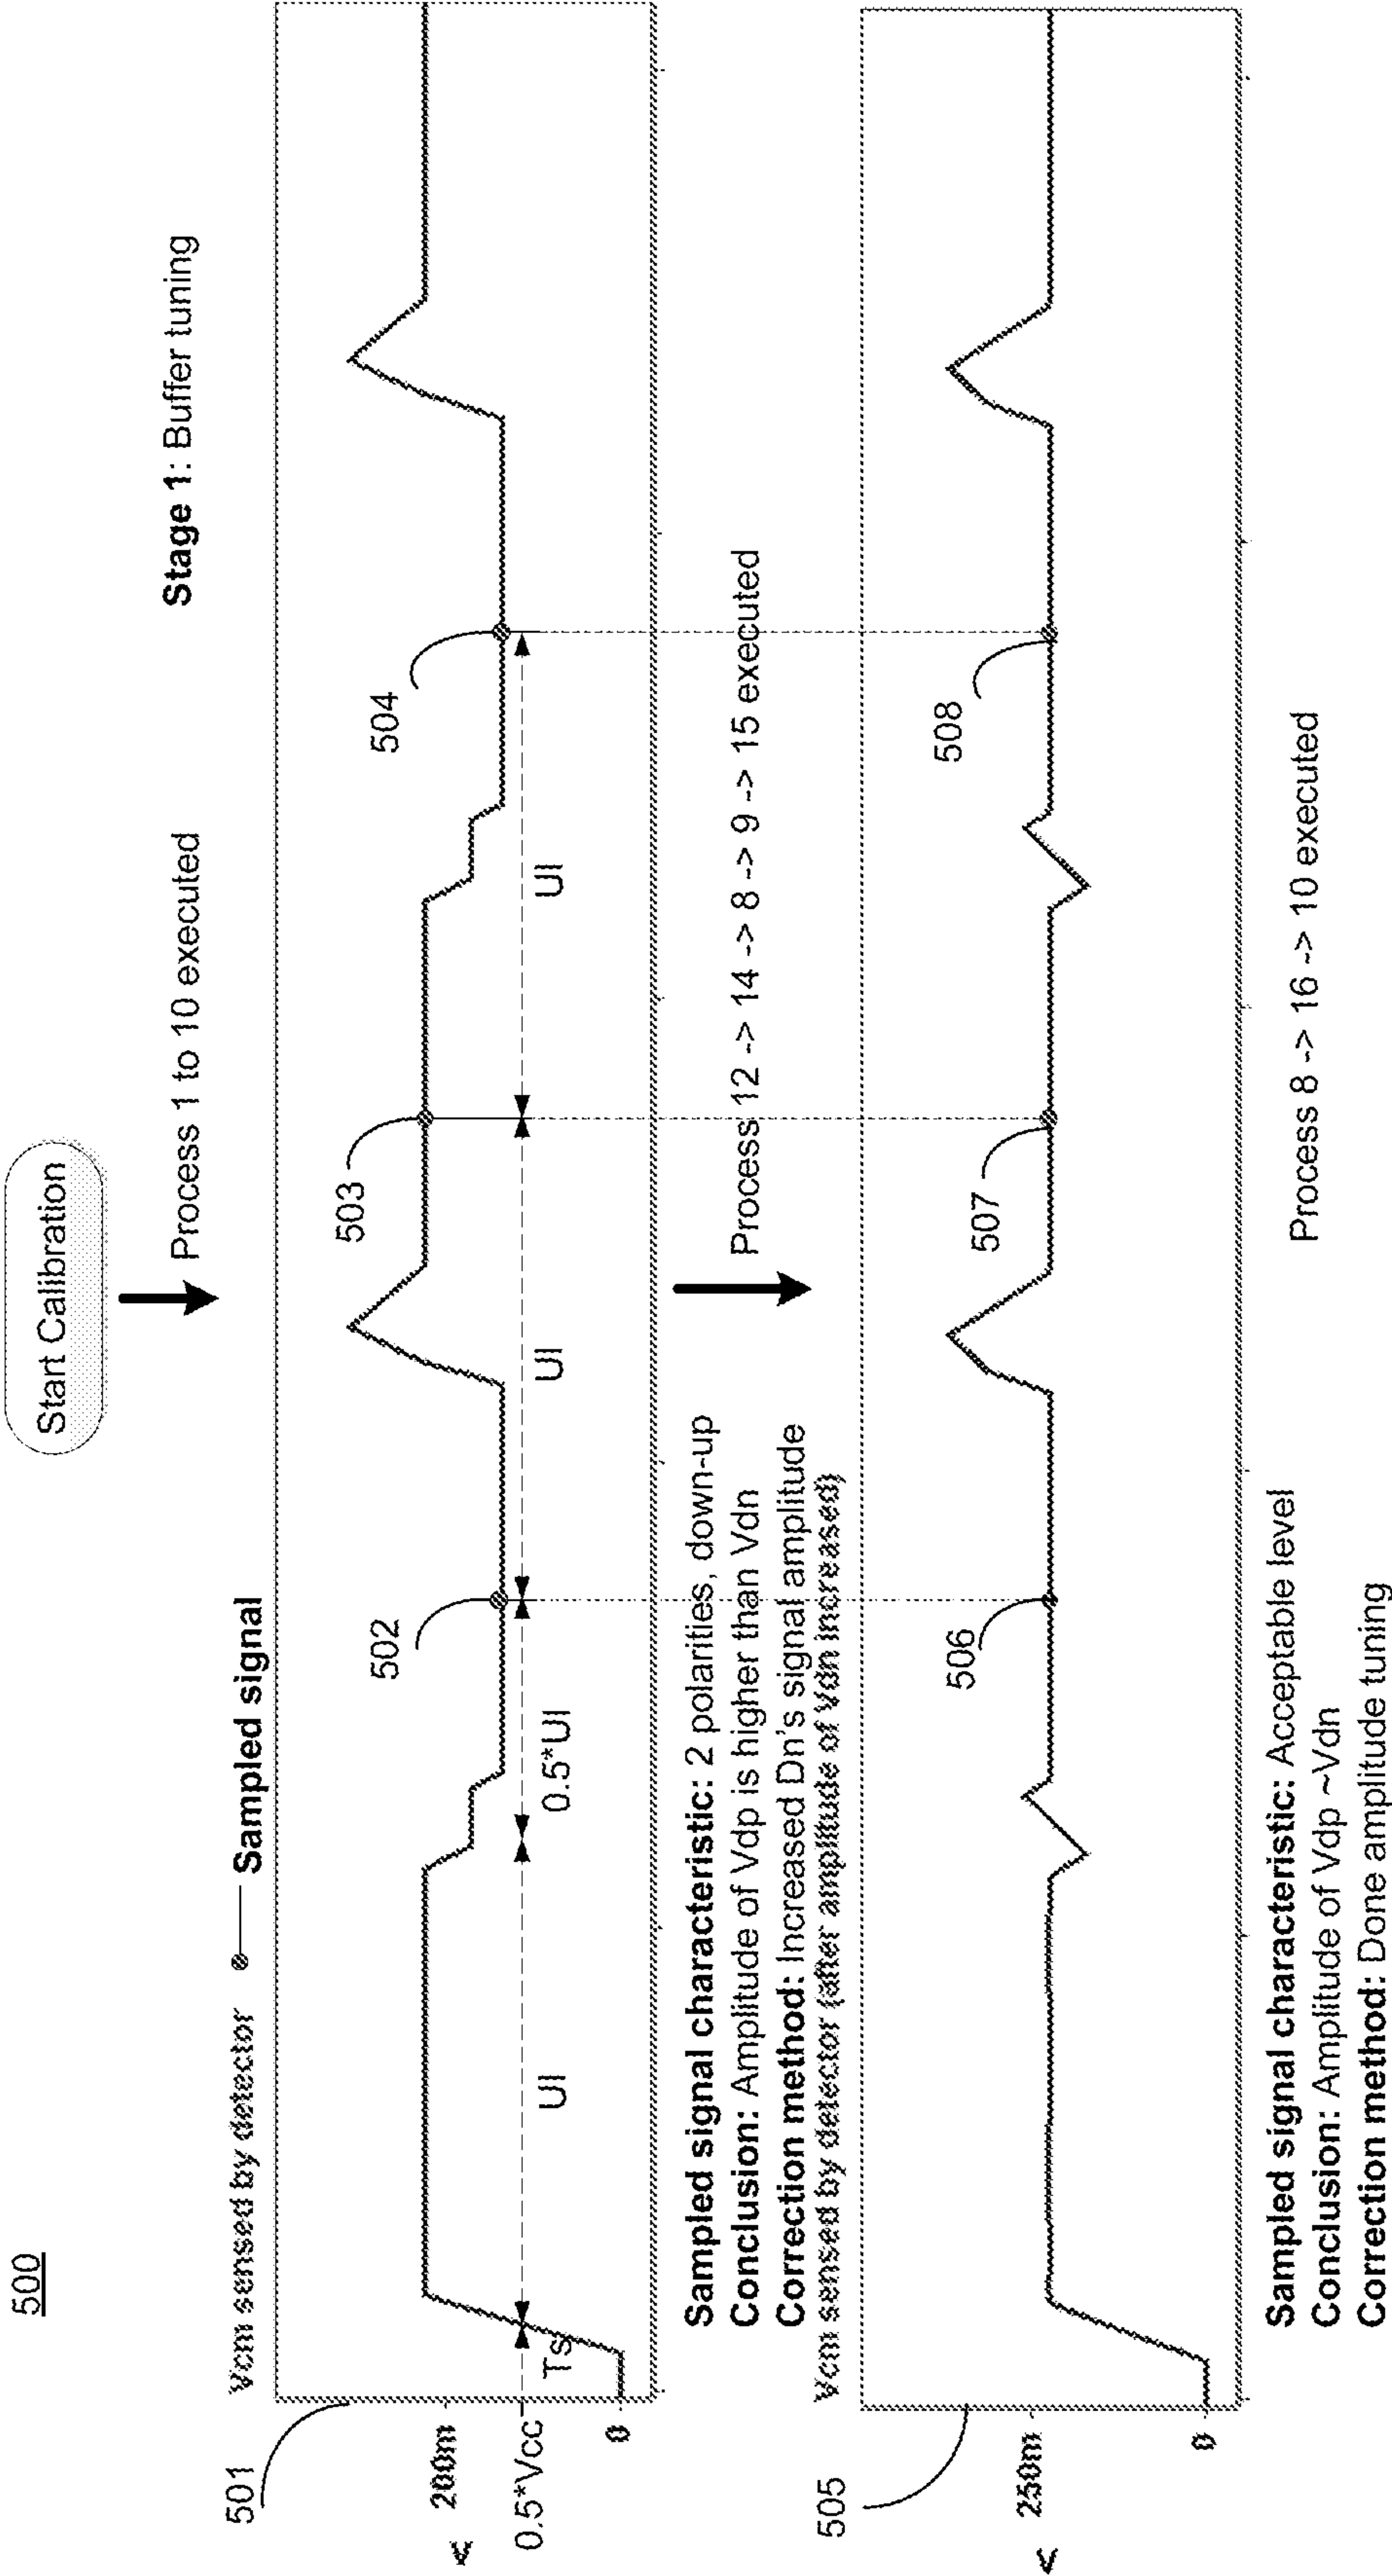 500
Start Calibration
Process 1 to 10 executed
Stage 1: Buffer tuning
Vcm sensed by detector
Sampled signal
501
V
200m
0.5*Vcc
0
Ts
UI
0.5*UI
UI
UI
502
503
504
Sampled signal characteristic: 2 polarities, down-up
Conclusion: Amplitude of Vdp is higher than Vdn
Correction method: Increased Dn's signal amplitude
Process 12 -> 14 -> 8 -> 9 -> 15 executed
Vcm sensed by detector (after amplitude of Vdn increased)
505
V
250m
0
506
507
508
Sampled signal characteristic: Acceptable level
Conclusion: Amplitude of Vdp ~Vdn
Correction method: Done amplitude tuning
Process 8 -> 16 -> 10 executed